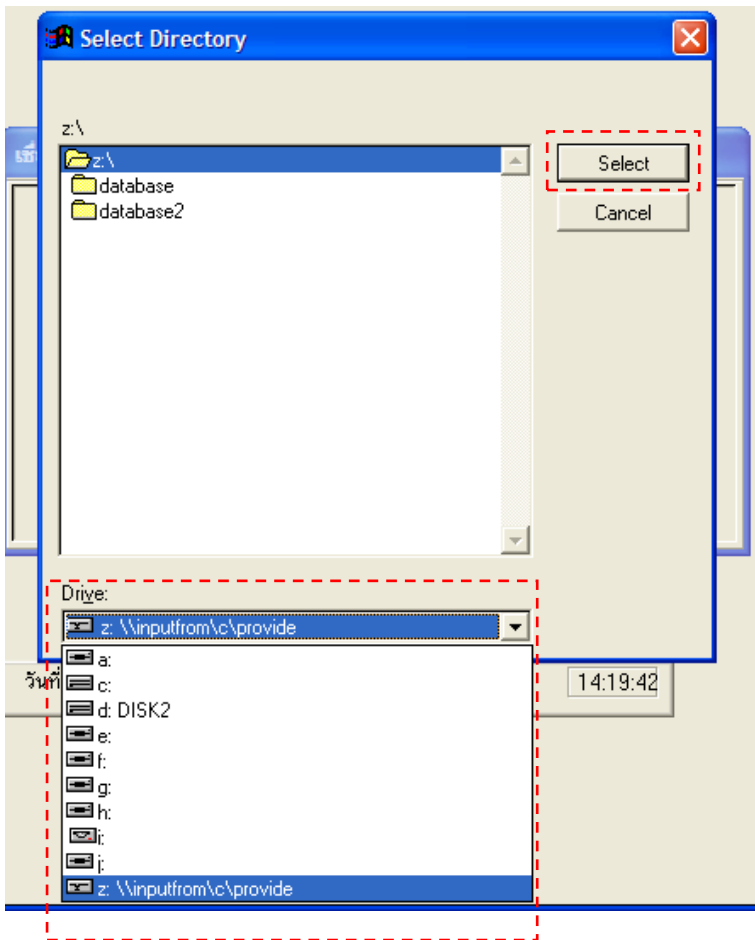 Select Directory
z:\
z:\
database
database2
Select
Cancel
Drive:
z: \\inputfrom\c\provide
a:
c:
d: DISK2
e:
f:
g:
h:
i:
j:
z: \\inputfrom\c\provide
วันที่
14:19:42